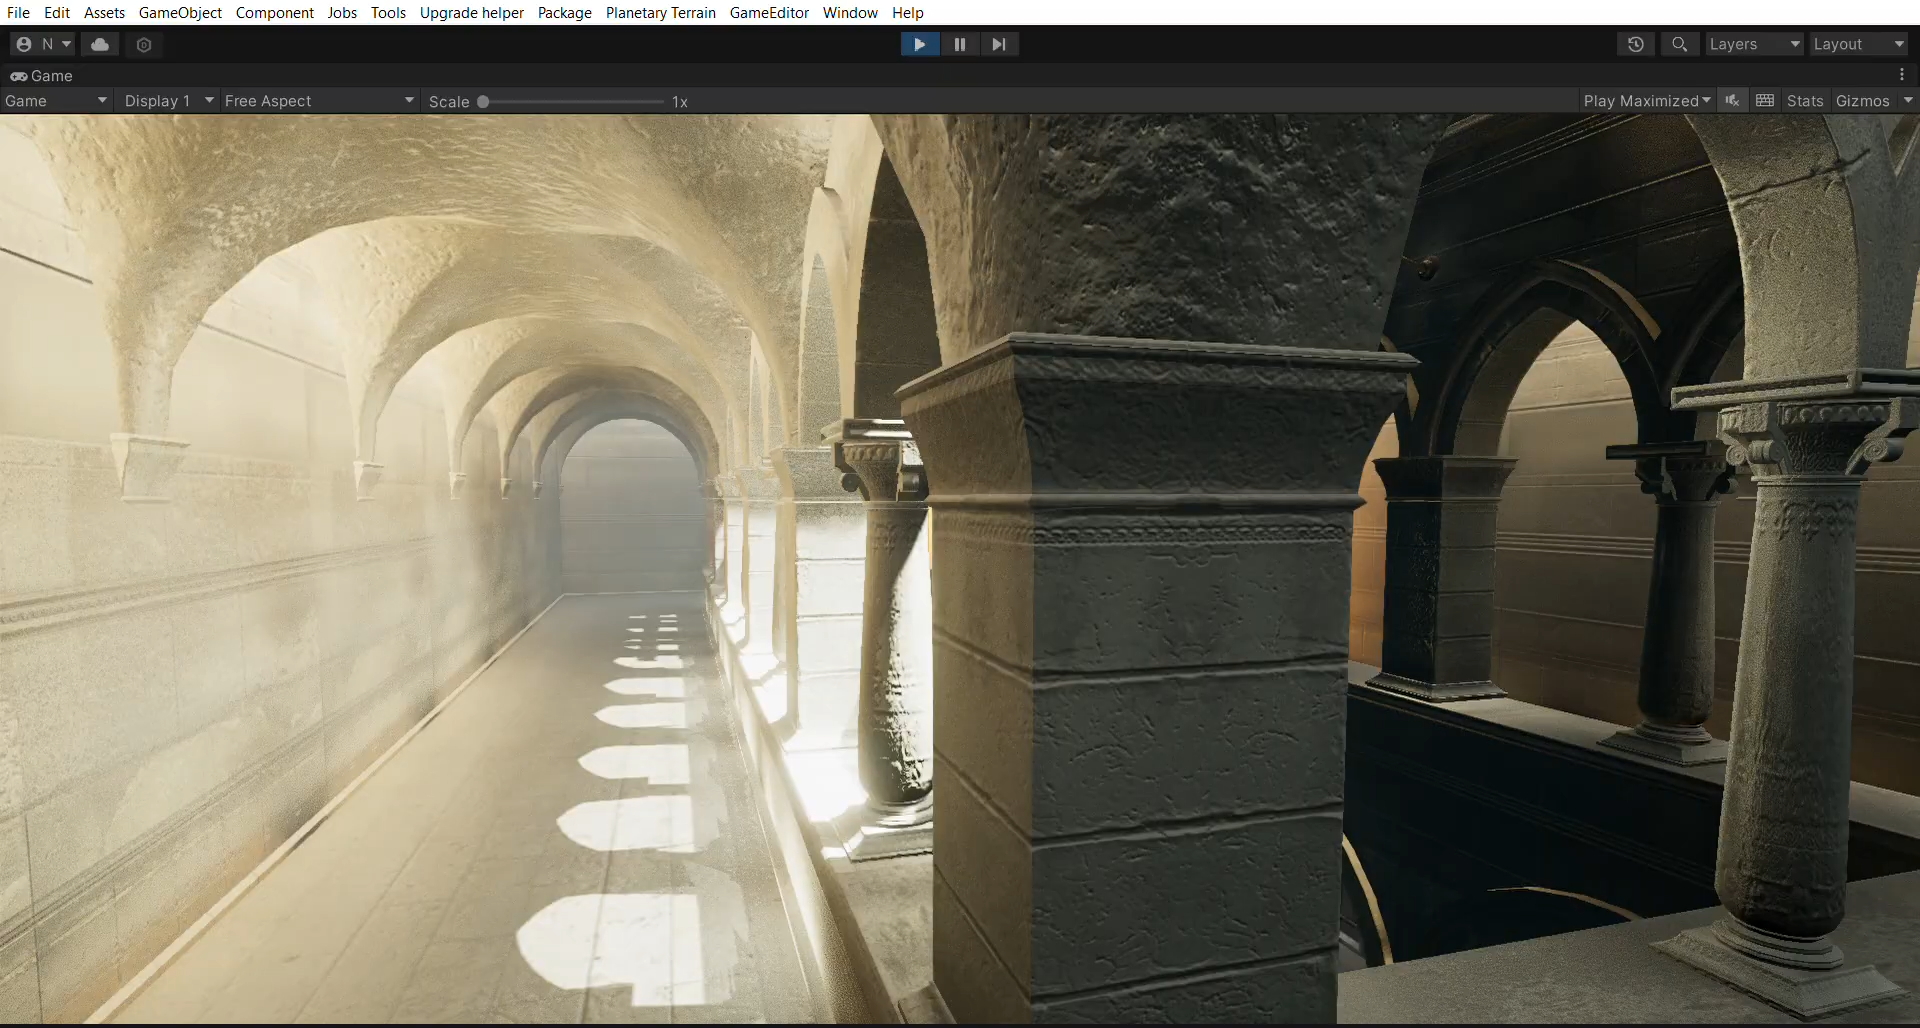 File Edit Assets GameObject Component Jobs Tools Upgrade helper Package Planetary Terrain GameEditor Window Help
N Layers Layout
Game
Game Display 1 Free Aspect Scale 1x Play Maximized Stats Gizmos